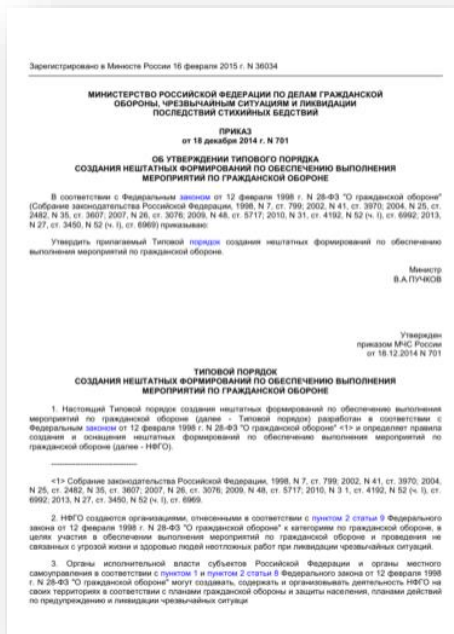 Зарегистрировано в Минюсте России 16 февраля 2015 г. N 36034
МИНИСТЕРСТВО РОССИЙСКОЙ ФЕДЕРАЦИИ ПО ДЕЛАМ ГРАЖДАНСКОЙ
ОБОРОНЫ, ЧРЕЗВЫЧАЙНЫМ СИТУАЦИЯМ И ЛИКВИДАЦИИ
ПОСЛЕДСТВИЙ СТИХИЙНЫХ БЕДСТВИЙ
ПРИКАЗ
от 18 декабря 2014 г. N 701
ОБ УТВЕРЖДЕНИИ ТИПОВОГО ПОРЯДКА
СОЗДАНИЯ НЕШТАТНЫХ ФОРМИРОВАНИЙ ПО ОБЕСПЕЧЕНИЮ ВЫПОЛНЕНИЯ
МЕРОПРИЯТИЙ ПО ГРАЖДАНСКОЙ ОБОРОНЕ
В соответствии с Федеральным законом от 12 февраля 1998 г. N 28-ФЗ "О гражданской обороне"
(Собрание законодательства Российской Федерации, 1998, N 7, ст. 799; 2002, N 41, ст. 3970; 2004, N 25, ст.
2482, N 35, ст. 3607; 2007, N 26, ст. 3076; 2009, N 48, ст. 5717; 2010, N 31, ст. 4192, N 52 (ч. I), ст. 6992; 2013,
N 27, ст. 3450, N 52 (ч. I), ст. 6969) приказываю:
Утвердить прилагаемый Типовой порядок создания нештатных формирований по обеспечению
выполнения мероприятий по гражданской обороне.
Министр
В.А.ПУЧКОВ
Утвержден
приказом МЧС России
от 18.12.2014 N 701
ТИПОВОЙ ПОРЯДОК
СОЗДАНИЯ НЕШТАТНЫХ ФОРМИРОВАНИЙ ПО ОБЕСПЕЧЕНИЮ ВЫПОЛНЕНИЯ
МЕРОПРИЯТИЙ ПО ГРАЖДАНСКОЙ ОБОРОНЕ
1. Настоящий Типовой порядок создания нештатных формирований по обеспечению выполнения
мероприятий по гражданской обороне (далее - Типовой порядок) разработан в соответствии с
Федеральным законом от 12 февраля 1998 г. N 28-ФЗ "О гражданской обороне" <1> и определяет правила
создания и оснащения нештатных формирований по обеспечению выполнения мероприятий по
гражданской обороне (далее - НФГО).
--------------------------------
<1> Собрание законодательства Российской Федерации, 1998, N 7, ст. 799; 2002, N 41, ст. 3970; 2004,
N 25, ст. 2482, N 35, ст. 3607; 2007, N 26, ст. 3076; 2009, N 48, ст. 5717; 2010, N 3 1, ст. 4192, N 52 (ч. I), ст.
6992; 2013, N 27, ст. 3450, N 52 (ч. I), ст. 6969.
2. НФГО создаются организациями, отнесенными в соответствии с пунктом 2 статьи 9 Федерального
закона от 12 февраля 1998 г. N 28-ФЗ "О гражданской обороне" к категориям по гражданской обороне, в
целях участия в обеспечении выполнения мероприятий по гражданской обороне и проведения не
связанных с угрозой жизни и здоровью людей неотложных работ при ликвидации чрезвычайных ситуаций.
3. Органы исполнительной власти субъектов Российской Федерации и органы местного
самоуправления в соответствии с пунктом 1 и пунктом 2 статьи 8 Федерального закона от 12 февраля 1998
г. N 28-ФЗ "О гражданской обороне" могут создавать, содержать и организовывать деятельность НФГО на
своих территориях в соответствии с планами гражданской обороны и защиты населения, планами действий
по предупреждению и ликвидации чрезвычайных ситуаци